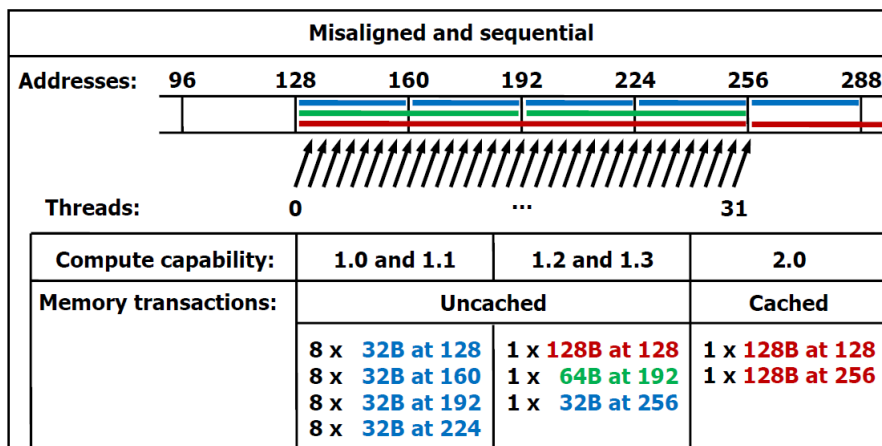 Misaligned and sequential
Addresses: 96 128 160 192 224 256 288
Threads: 0 ... 31
Compute capability: 1.0 and 1.1 1.2 and 1.3 2.0
Memory transactions: Uncached Cached
8 x 32B at 128 1 x 128B at 128 1 x 128B at 128
8 x 32B at 160 1 x 64B at 192 1 x 128B at 256
8 x 32B at 192 1 x 32B at 256
8 x 32B at 224